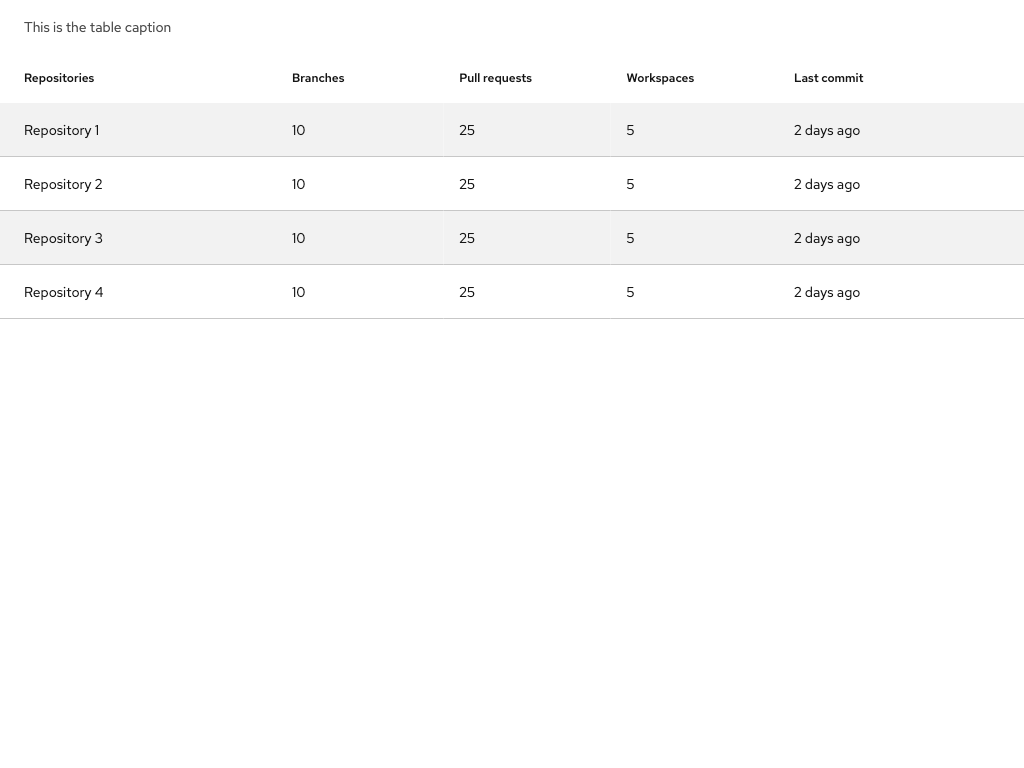 This is the table caption
Repositories Branches Pull requests Workspaces Last commit
Repository 1 10 25 5 2 days ago
Repository 2 10 25 5 2 days ago
Repository 3 10 25 5 2 days ago
Repository 4 10 25 5 2 days ago